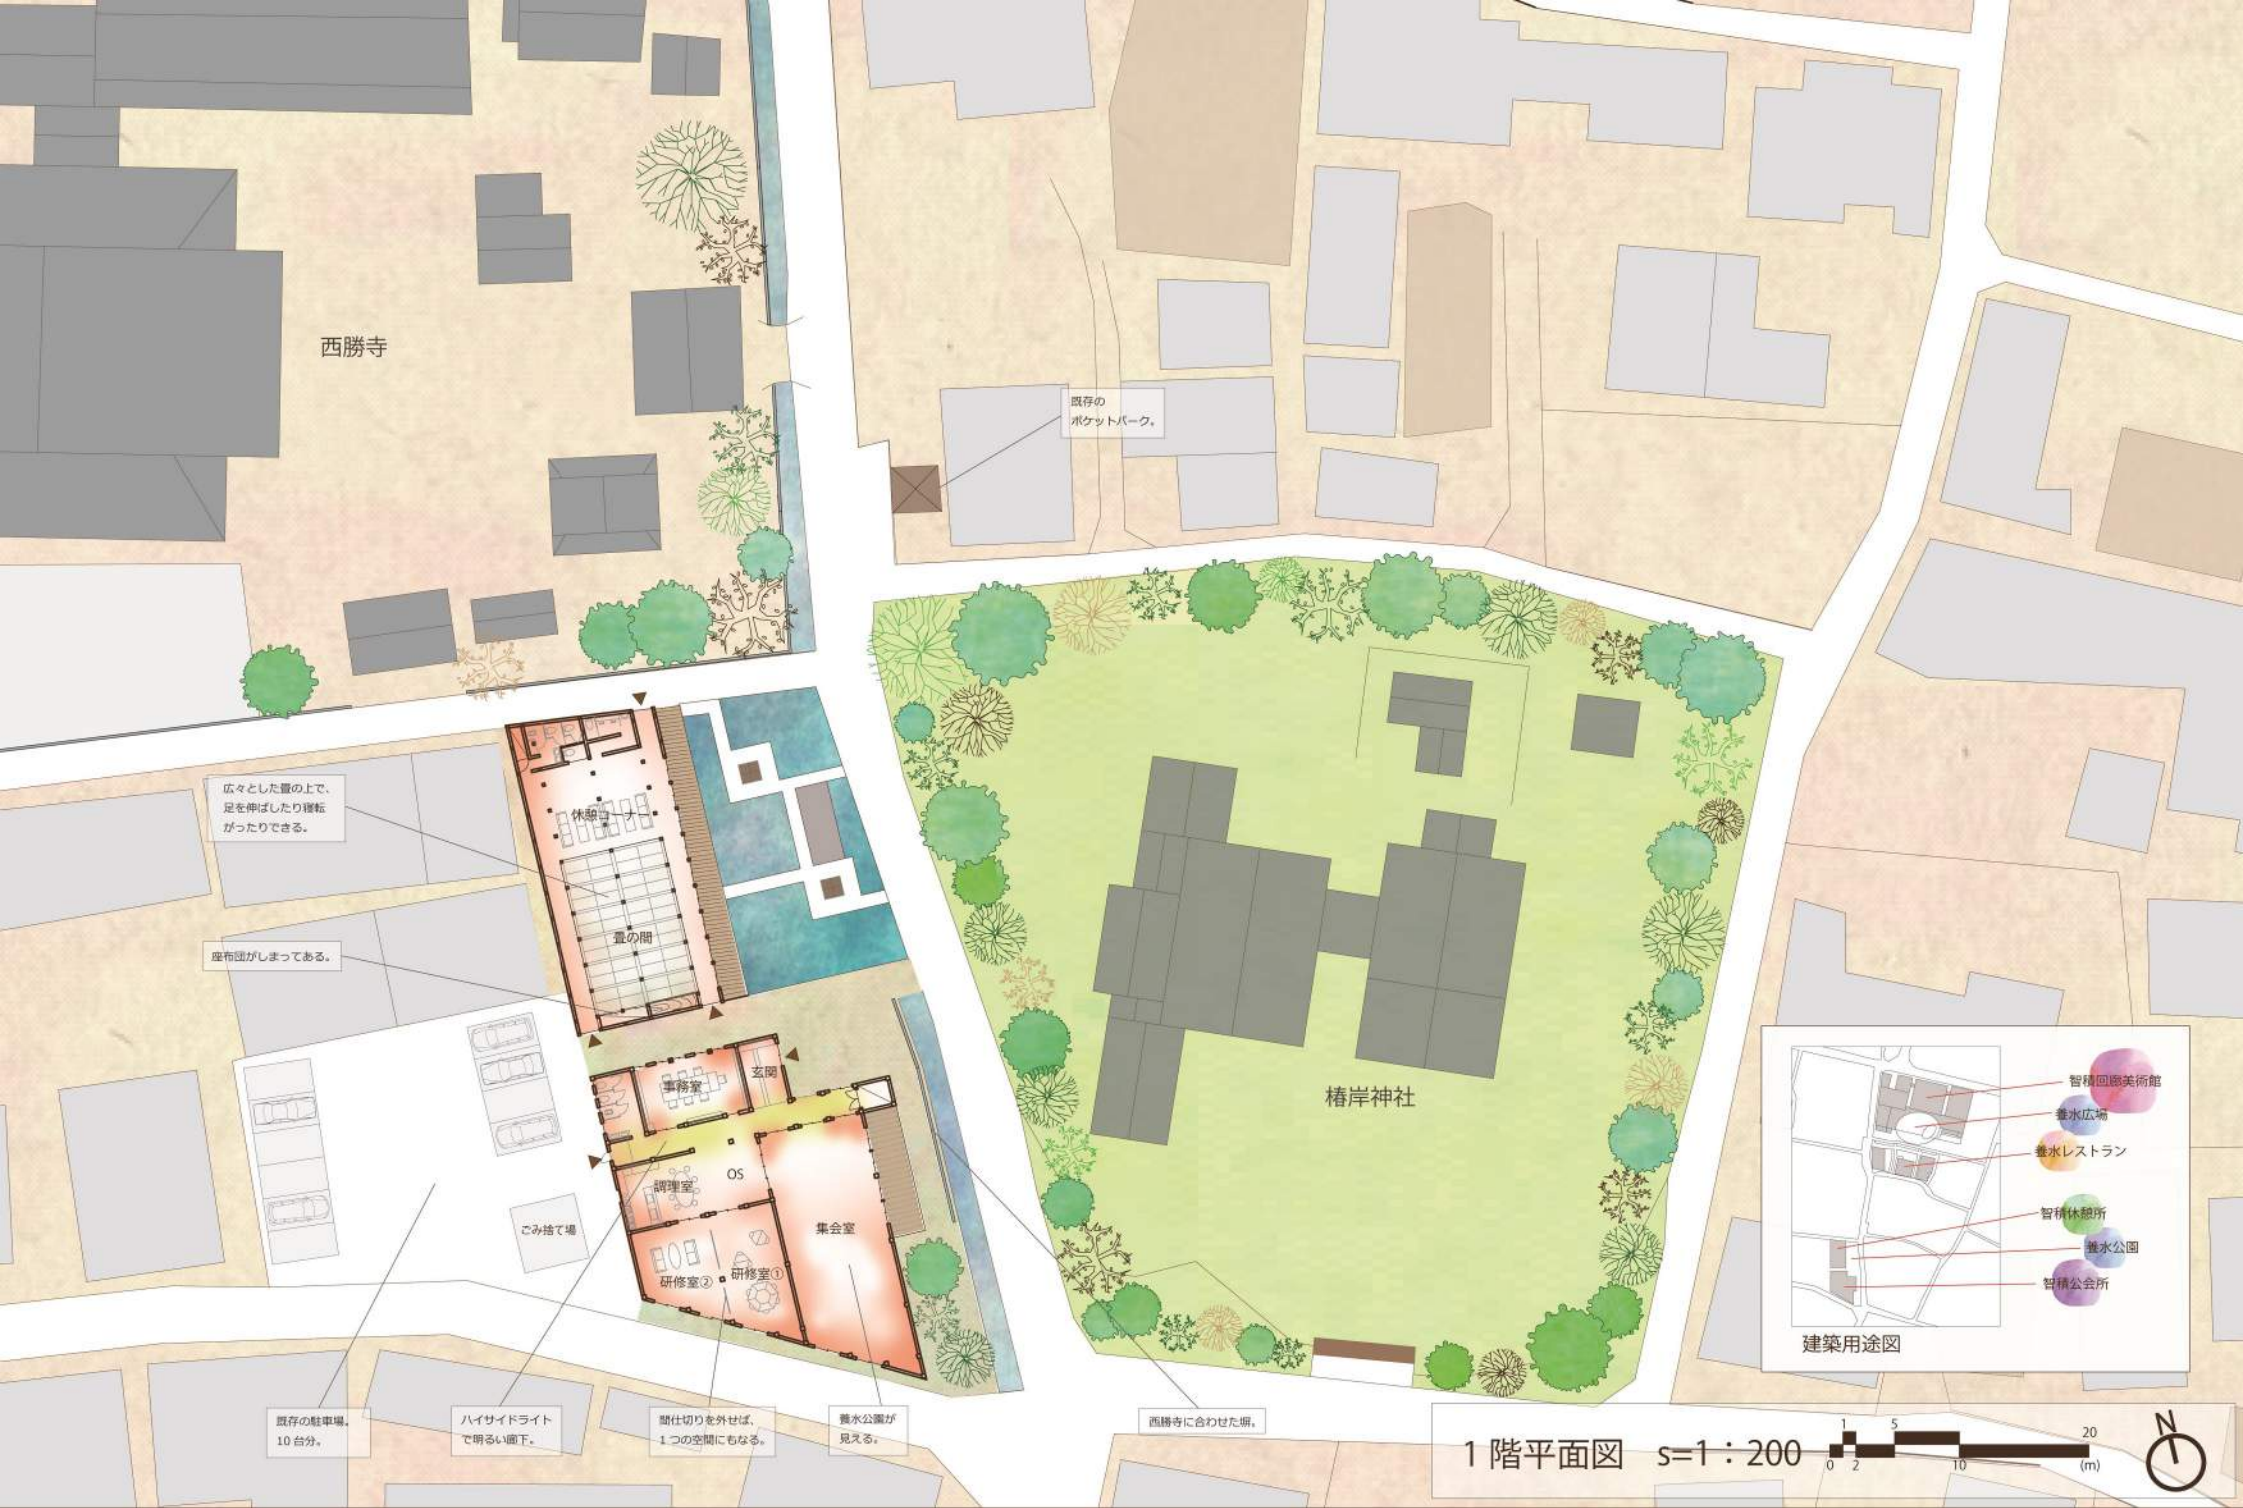 西勝寺
既存の
ポケットパーク。
広々とした畳の上で、
足を伸ばしたり寝転
がったりできる。
休憩コーナー
畳の間
座布団がしまってある。
事務室
玄関
OS
調理室
ごみ捨て場
集会室
研修室②
研修室①
椿岸神社
智積回廊美術館
養水広場
養水レストラン
智積休憩所
養水公園
智積公会所
建築用途図
既存の駐車場。
10 台分。
ハイサイドライト
で明るい廊下。
間仕切りを外せば、
1 つの空間にもなる。
養水公園が
見える。
西勝寺に合わせた塀。
1 階平面図 s=1：200
1 5 20
0 2 10 (m)
N